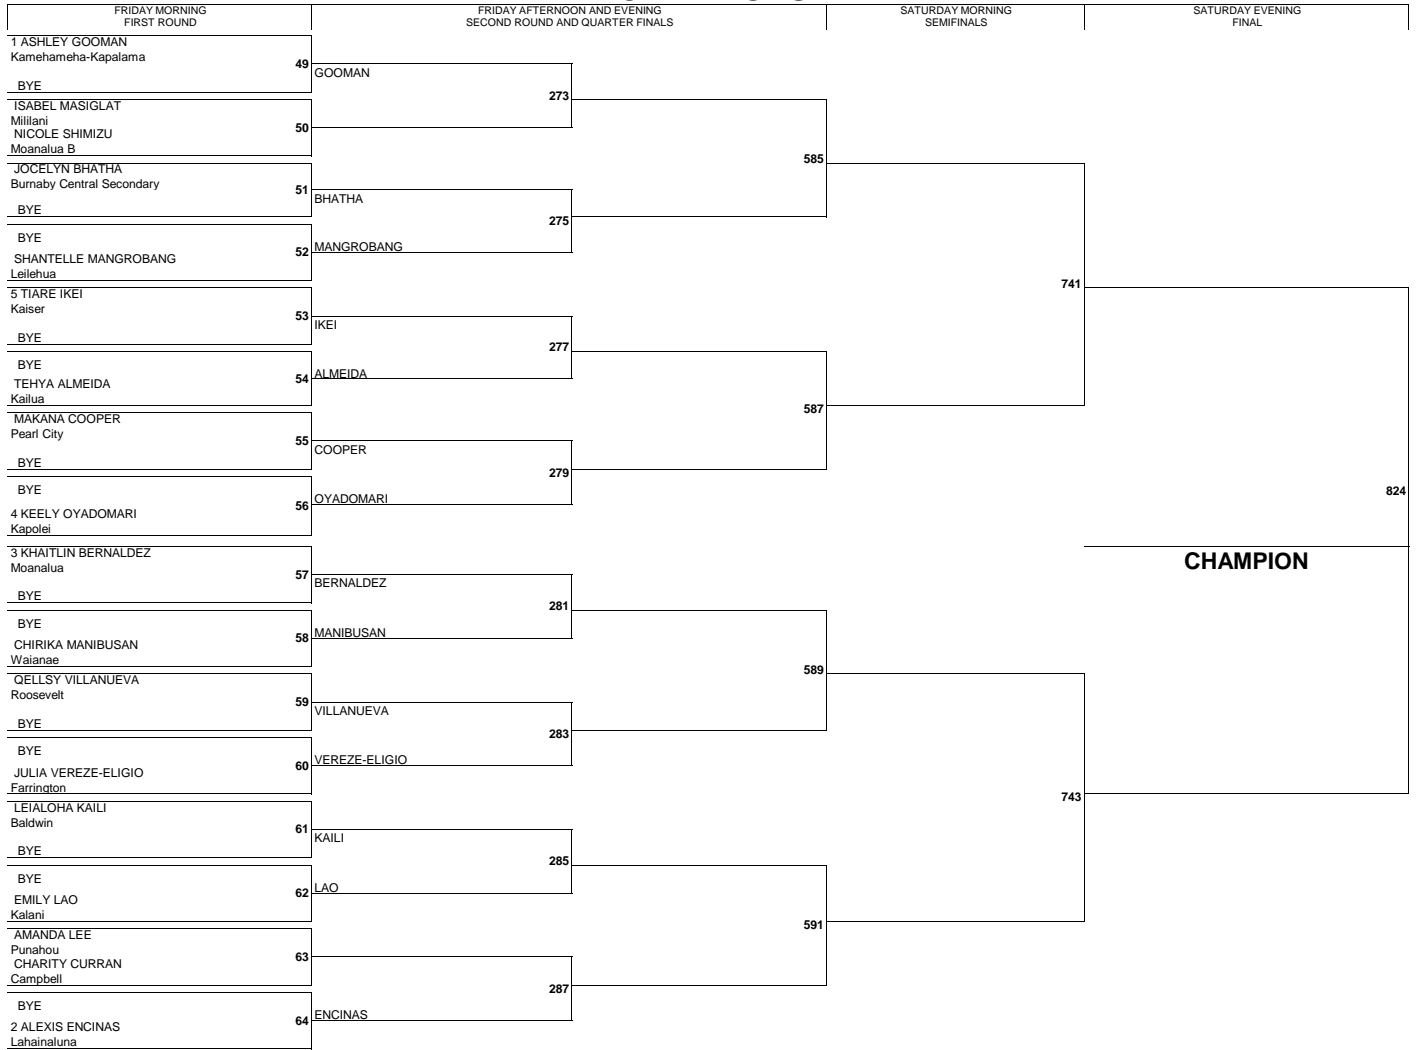 FRIDAY MORNING
FIRST ROUND
FRIDAY AFTERNOON AND EVENING
SECOND ROUND AND QUARTER FINALS
SATURDAY MORNING
SEMIFINALS
SATURDAY EVENING
FINAL
1 ASHLEY GOOMAN
Kamehameha-Kapalama
49
BYE
GOOMAN
273
ISABEL MASIGLAT
Mililani
50
NICOLE SHIMIZU
Moanalua B
585
JOCELYN BHATHA
Burnaby Central Secondary
51
BYE
BHATHA
275
BYE
52
MANGROBANG
SHANTELLE MANGROBANG
Leilehua
741
5 TIARE IKEI
Kaiser
53
BYE
IKEI
277
BYE
54
ALMEIDA
TEHYA ALMEIDA
Kailua
587
MAKANA COOPER
Pearl City
55
BYE
COOPER
279
BYE
56
OYADOMARI
4 KEELY OYADOMARI
Kapolei
824
CHAMPION
3 KHAITLIN BERNALDEZ
Moanalua
57
BYE
BERNALDEZ
281
BYE
58
MANIBUSAN
CHIRIKA MANIBUSAN
Waianae
589
QELLSY VILLANUEVA
Roosevelt
59
BYE
VILLANUEVA
283
BYE
60
VEREZE-ELIGIO
JULIA VEREZE-ELIGIO
Farrington
743
LEIALOHA KAILI
Baldwin
61
BYE
KAILI
285
BYE
62
LAO
EMILY LAO
Kalani
591
AMANDA LEE
Punahou
63
CHARITY CURRAN
Campbell
287
BYE
64
ENCINAS
2 ALEXIS ENCINAS
Lahainaluna